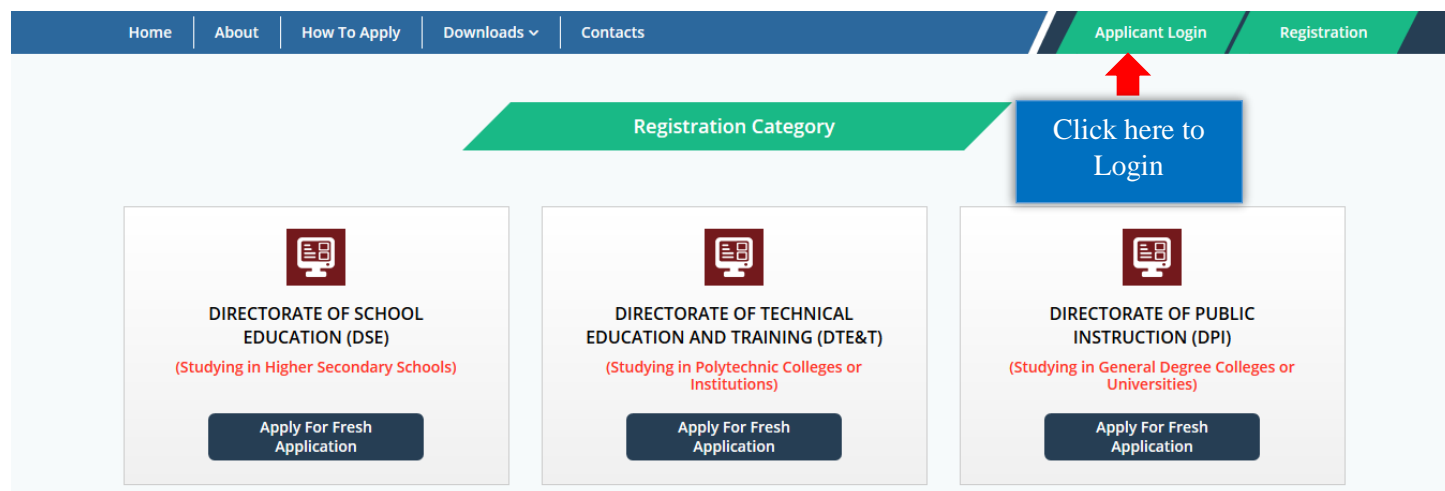 Home
About
How To Apply
Downloads
Contacts
Applicant Login
Registration
Registration Category
Click here to
Login
DIRECTORATE OF SCHOOL
EDUCATION (DSE)
(Studying in Higher Secondary Schools)
Apply For Fresh
Application
DIRECTORATE OF TECHNICAL
EDUCATION AND TRAINING (DTE&T)
(Studying in Polytechnic Colleges or
Institutions)
Apply For Fresh
Application
DIRECTORATE OF PUBLIC
INSTRUCTION (DPI)
(Studying in General Degree Colleges or
Universities)
Apply For Fresh
Application